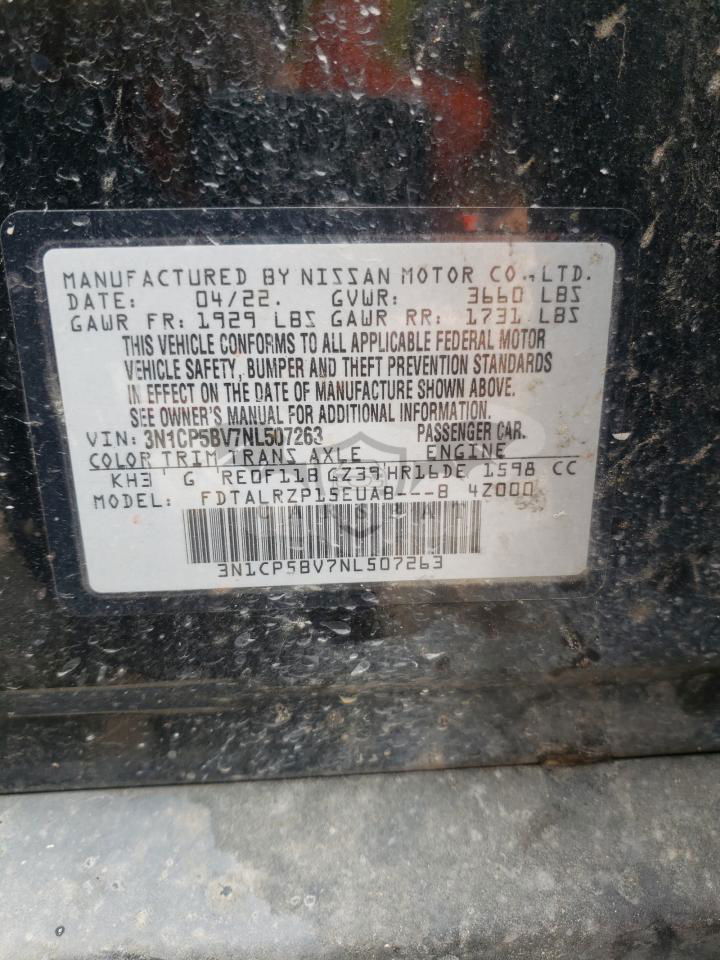 MANUFACTURED BY NISSAN MOTOR CO.,LTD.
DATE: 04/22. GVWR: 3660 LBS
GAWR FR: 1929 LBS GAWR RR: 1731 LBS
THIS VEHICLE CONFORMS TO ALL APPLICABLE FEDERAL MOTOR
VEHICLE SAFETY, BUMPER AND THEFT PREVENTION STANDARDS
IN EFFECT ON THE DATE OF MANUFACTURE SHOWN ABOVE.
SEE OWNER'S MANUAL FOR ADDITIONAL INFORMATION.
VIN: 3N1CP5BV7NL507263 PASSENGER CAR.
COLOR TRIM TRANS AXLE ENGINE
KH3 G RE0F11B GZ39 HR16DE 1598 CC
MODEL: FDTALRZP15EUAB---B 4Z000
3N1CP5BV7NL507263